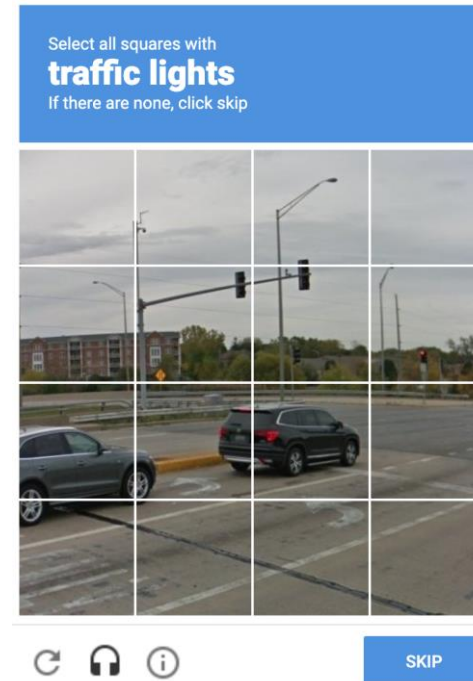 Select all squares with
traffic lights
If there are none, click skip
SKIP